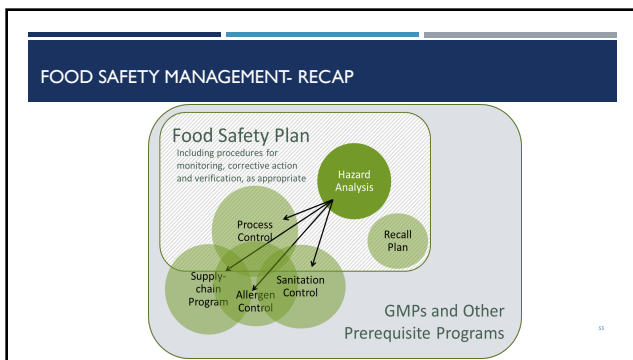 FOOD SAFETY MANAGEMENT- RECAP
Food Safety Plan
Including procedures for
monitoring, corrective action
and verification, as appropriate
Hazard
Analysis
Process
Control
Recall
Plan
Supply-
chain
Program
Allergen
Control
Sanitation
Control
GMPs and Other
Prerequisite Programs